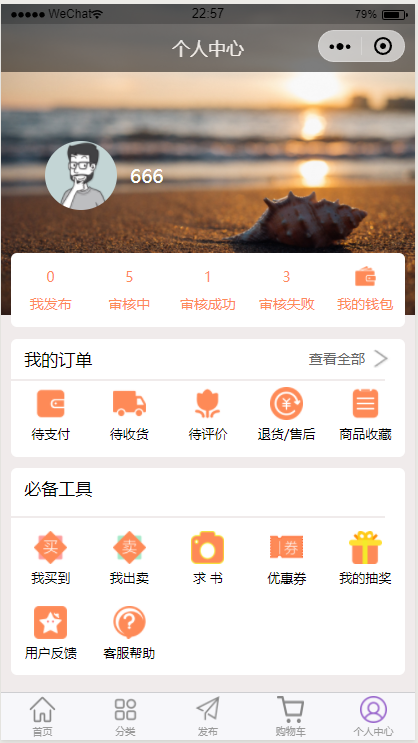 WeChat 22:57 79%
个人中心
666
0 5 1 3
我发布 审核中 审核成功 审核失败 我的钱包
我的订单 查看全部
待支付 待收货 待评价 退货/售后 商品收藏
必备工具
买 卖 券
我买到 我出卖 求 书 优惠券 我的抽奖
用户反馈 客服帮助
首页 分类 发布 购物车 个人中心